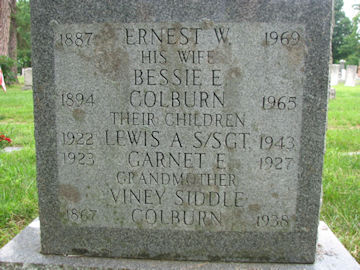 1887 ERNEST W. 1969
HIS WIFE
BESSIE E.
1894 COLBURN 1965
THEIR CHILDREN
1922 LEWIS A. S/SGT. 1943
1923 GARNET E. 1927
GRANDMOTHER
VINEY SIDDLE
1867 COLBURN 1938